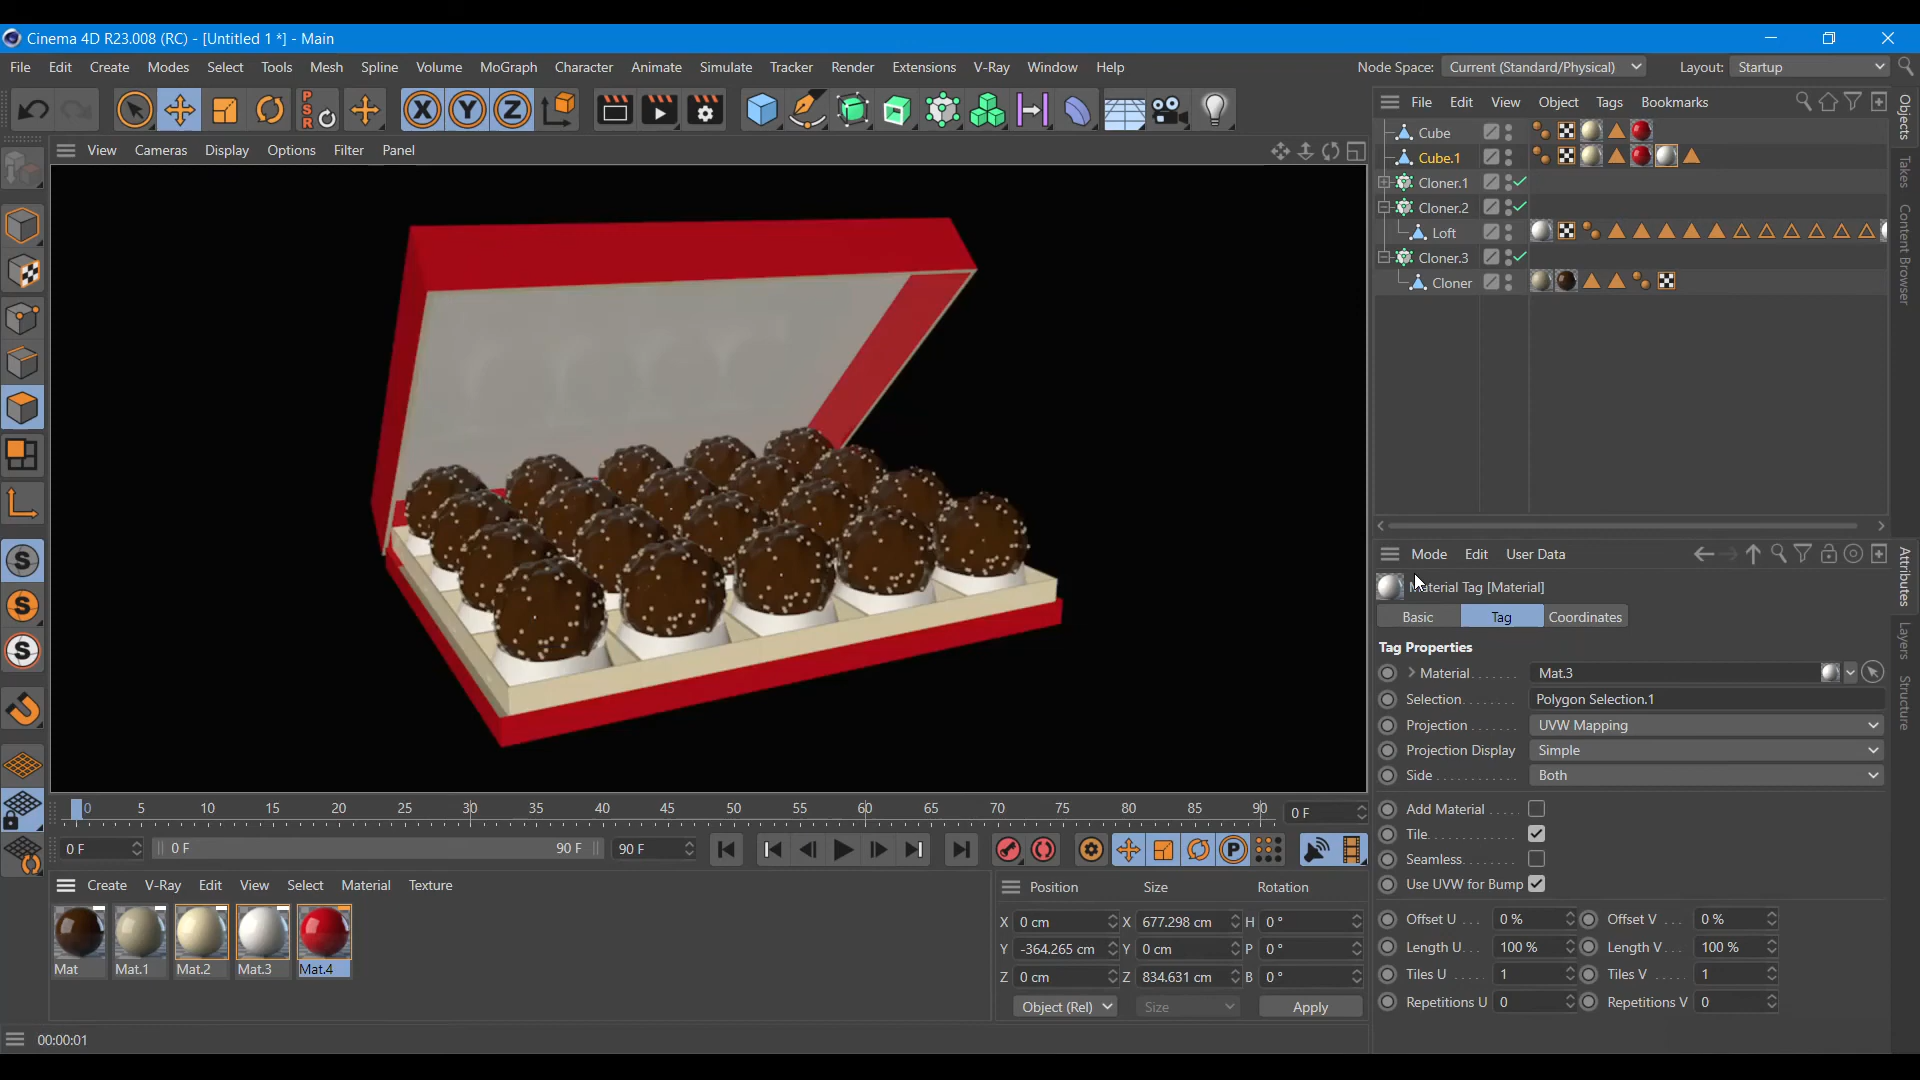 Cinema 4D R23.008 (RC) - [Untitled 1 *] - Main
File Edit Create Modes Select Tools Mesh Spline Volume MoGraph Character Animate Simulate Tracker Render Extensions V-Ray Window Help
Node Space: Current (Standard/Physical) Layout: Startup
PSR
X Y Z
View Cameras Display Options Filter Panel
File Edit View Object Tags Bookmarks
Cube
Cube.1
Cloner.1
Cloner.2
Loft
Cloner.3
Cloner
Objects
Takes
Content Browser
Mode Edit User Data
Material Tag [Material]
Basic Tag Coordinates
Tag Properties
Material Mat.3
Selection Polygon Selection.1
Projection UVW Mapping
Projection Display Simple
Side Both
Add Material
Tile
Seamless
Use UVW for Bump
Offset U 0 % Offset V 0 %
Length U 100 % Length V 100 %
Tiles U 1 Tiles V 1
Repetitions U 0 Repetitions V 0
Attributes
Layers
Structure
0 5 10 15 20 25 30 35 40 45 50 55 60 65 70 75 80 85 90 0 F
0 F 0 F 90 F 90 F
Create V-Ray Edit View Select Material Texture
Mat Mat.1 Mat.2 Mat.3 Mat.4
Position Size Rotation
X 0 cm X 677.298 cm H 0 °
Y -364.265 cm Y 0 cm P 0 °
Z 0 cm Z 834.631 cm B 0 °
Object (Rel) Size Apply
00:00:01